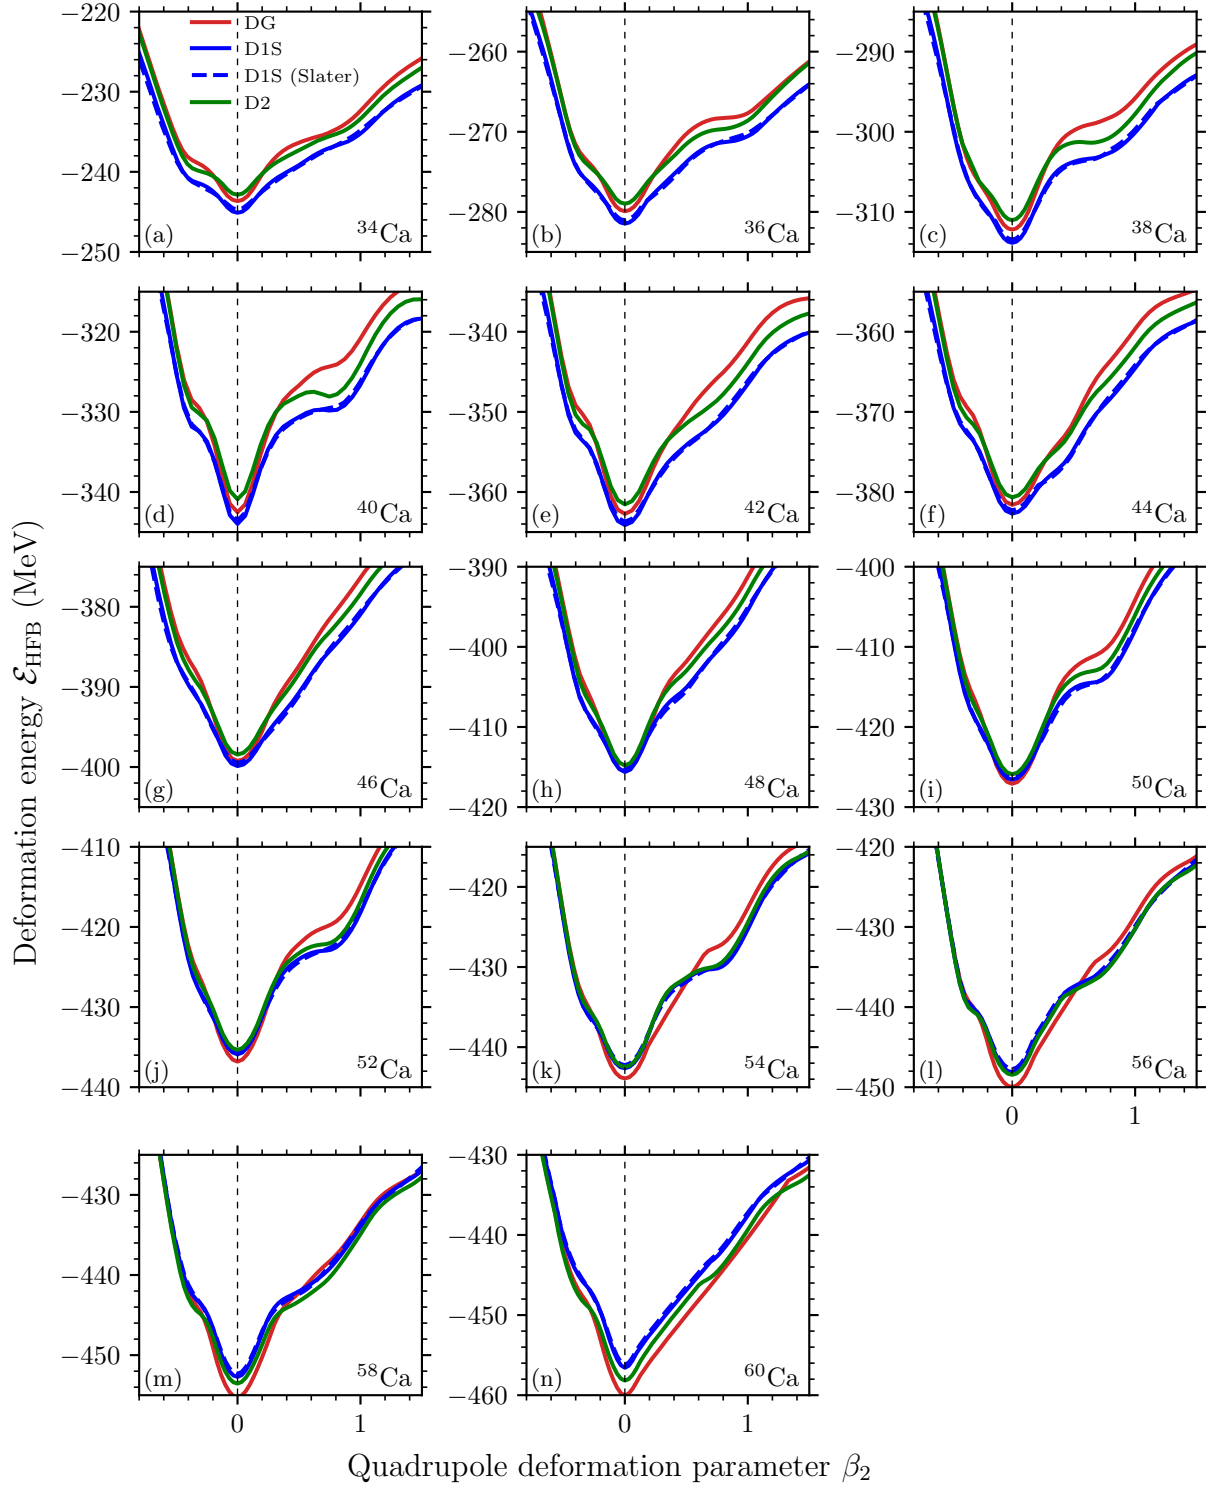 DG
D1S
D1S (Slater)
D2
−220
−230
−240
−250
(a)
³⁴Ca
−260
−270
−280
(b)
³⁶Ca
−290
−300
−310
(c)
³⁸Ca
−320
−330
−340
(d)
⁴⁰Ca
−340
−350
−360
(e)
⁴²Ca
−360
−370
−380
(f)
⁴⁴Ca
−380
−390
−400
(g)
⁴⁶Ca
−390
−400
−410
−420
(h)
⁴⁸Ca
−400
−410
−420
−430
(i)
⁵⁰Ca
−410
−420
−430
−440
(j)
⁵²Ca
−420
−430
−440
(k)
⁵⁴Ca
−420
−430
−440
−450
(l)
⁵⁶Ca
0 1
−430
−440
−450
(m)
⁵⁸Ca
0 1
−430
−440
−450
−460
(n)
⁶⁰Ca
0 1
Deformation energy ℰ_HFB (MeV)
Quadrupole deformation parameter β₂